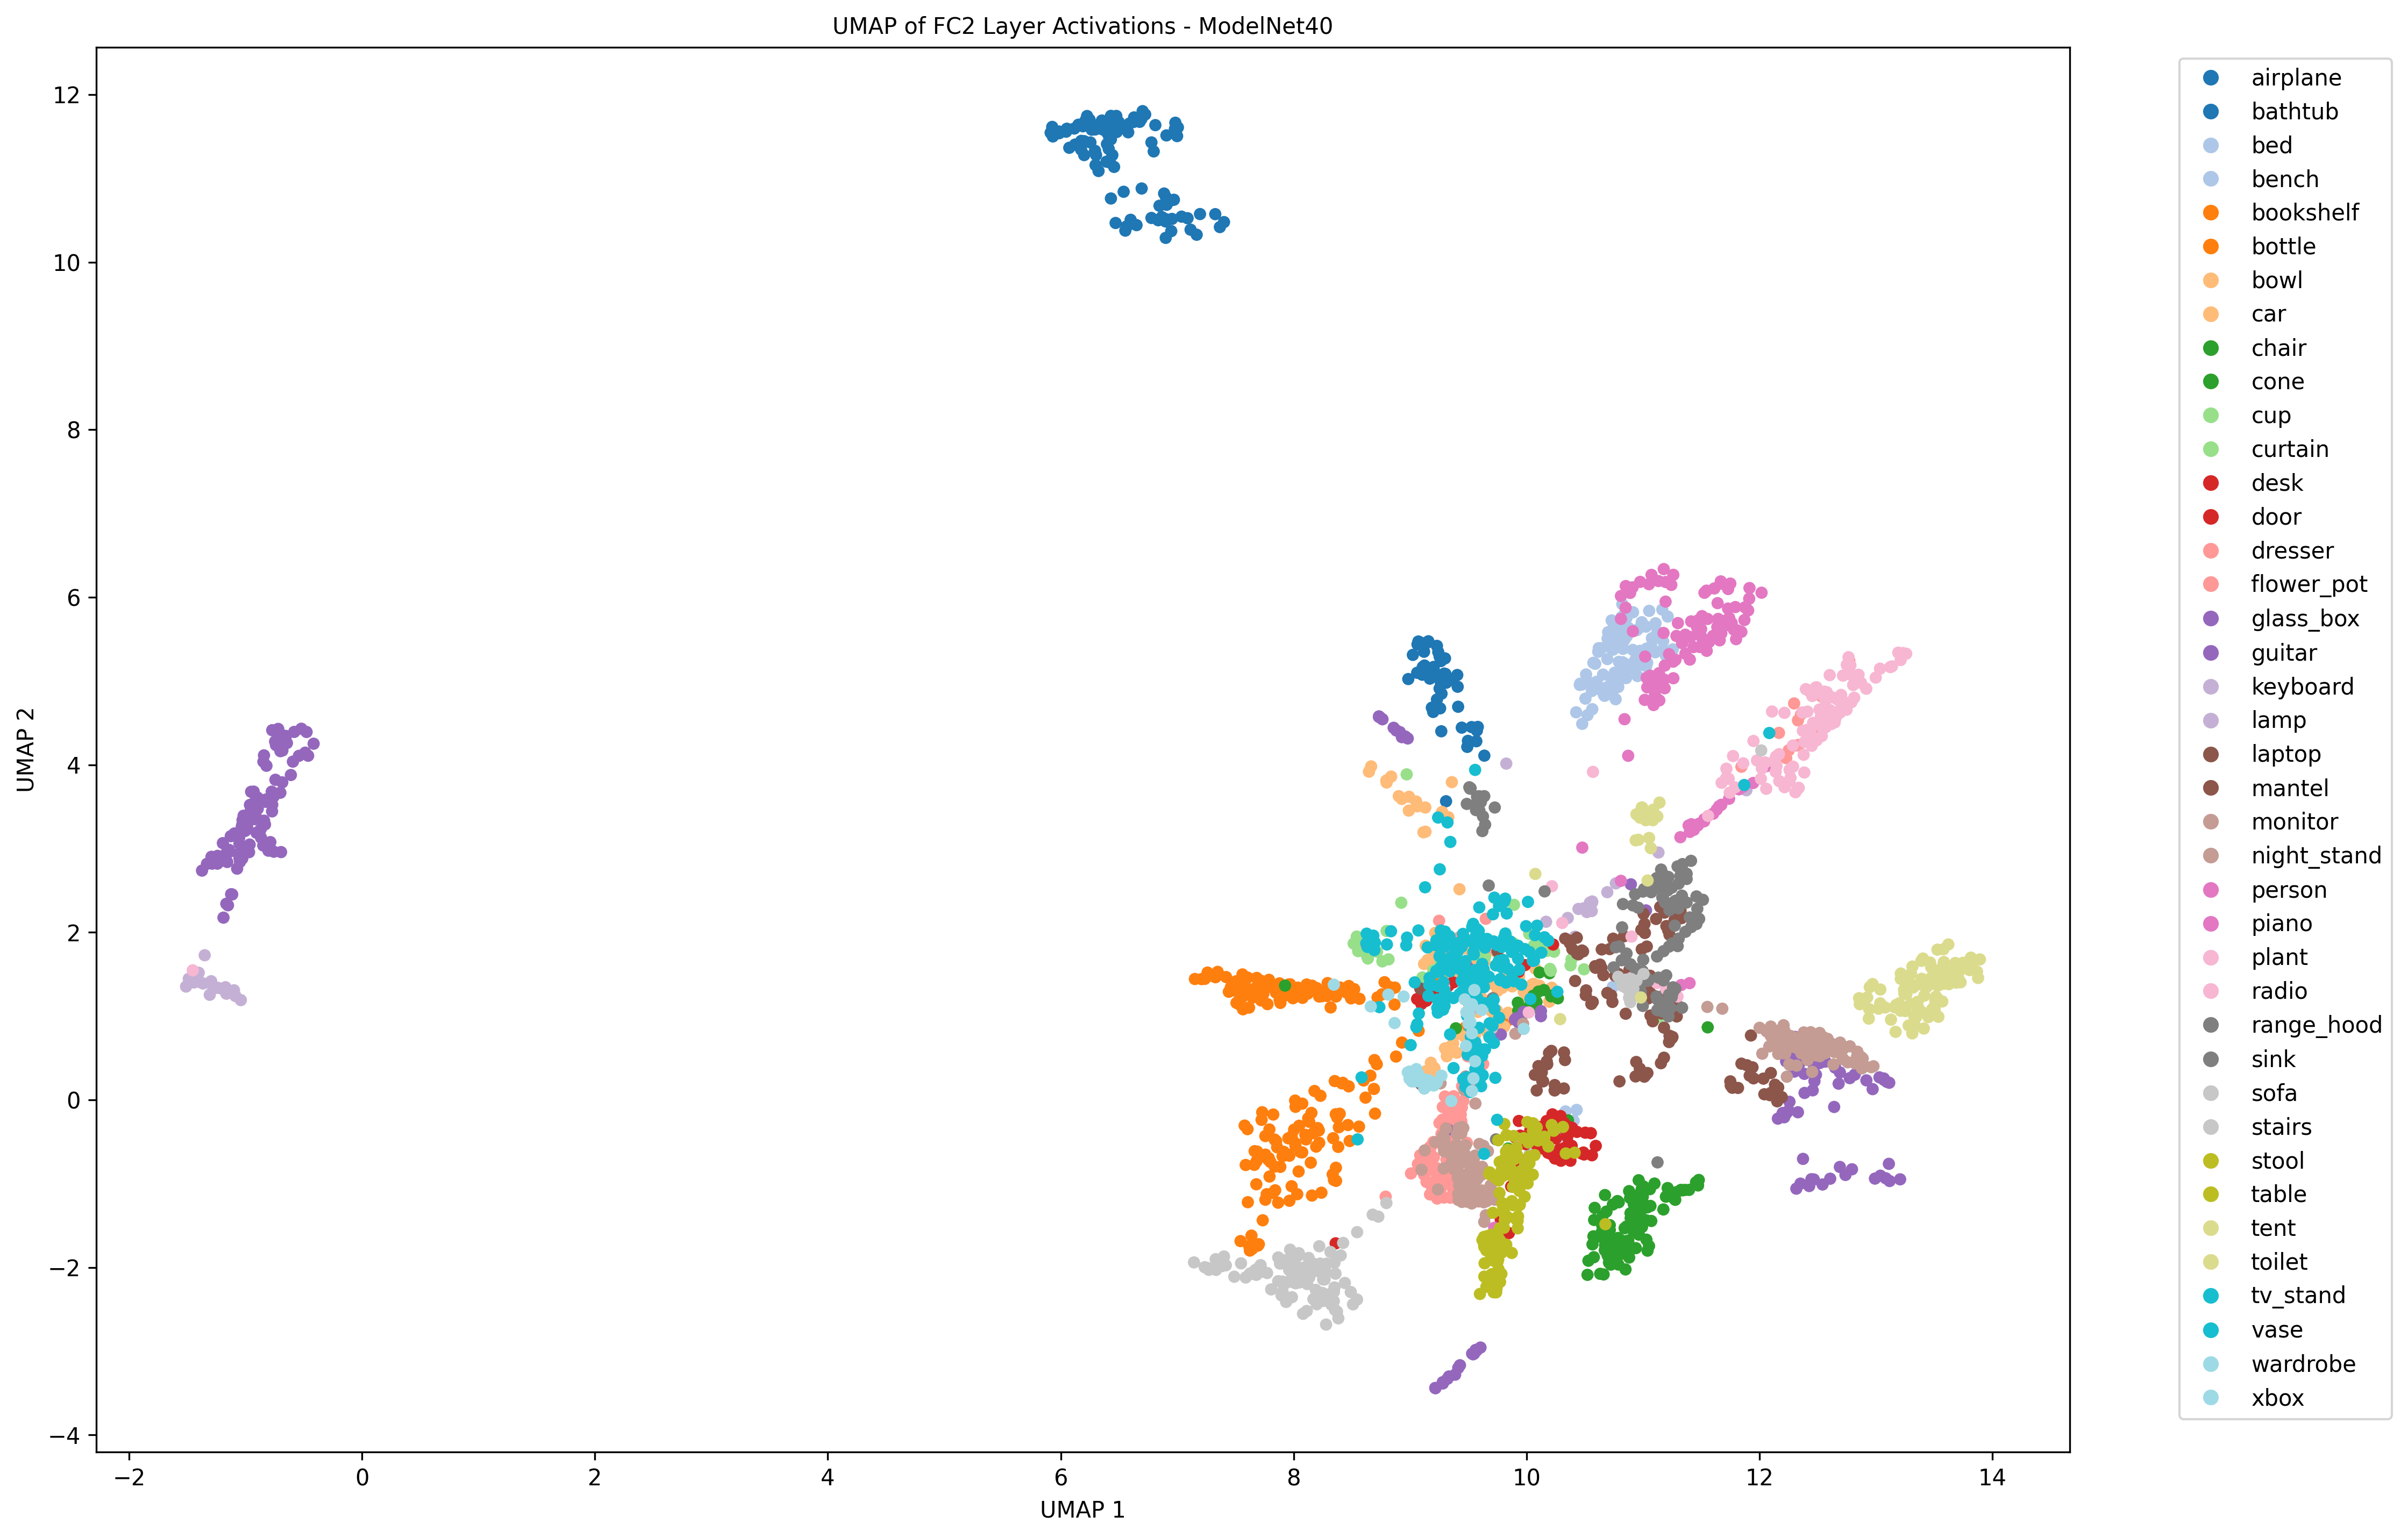 UMAP of FC2 Layer Activations - ModelNet40
12
10
8
6
4
2
0
−2
−4
UMAP 2
−2
0
2
4
6
8
10
12
14
UMAP 1
airplane
bathtub
bed
bench
bookshelf
bottle
bowl
car
chair
cone
cup
curtain
desk
door
dresser
flower_pot
glass_box
guitar
keyboard
lamp
laptop
mantel
monitor
night_stand
person
piano
plant
radio
range_hood
sink
sofa
stairs
stool
table
tent
toilet
tv_stand
vase
wardrobe
xbox